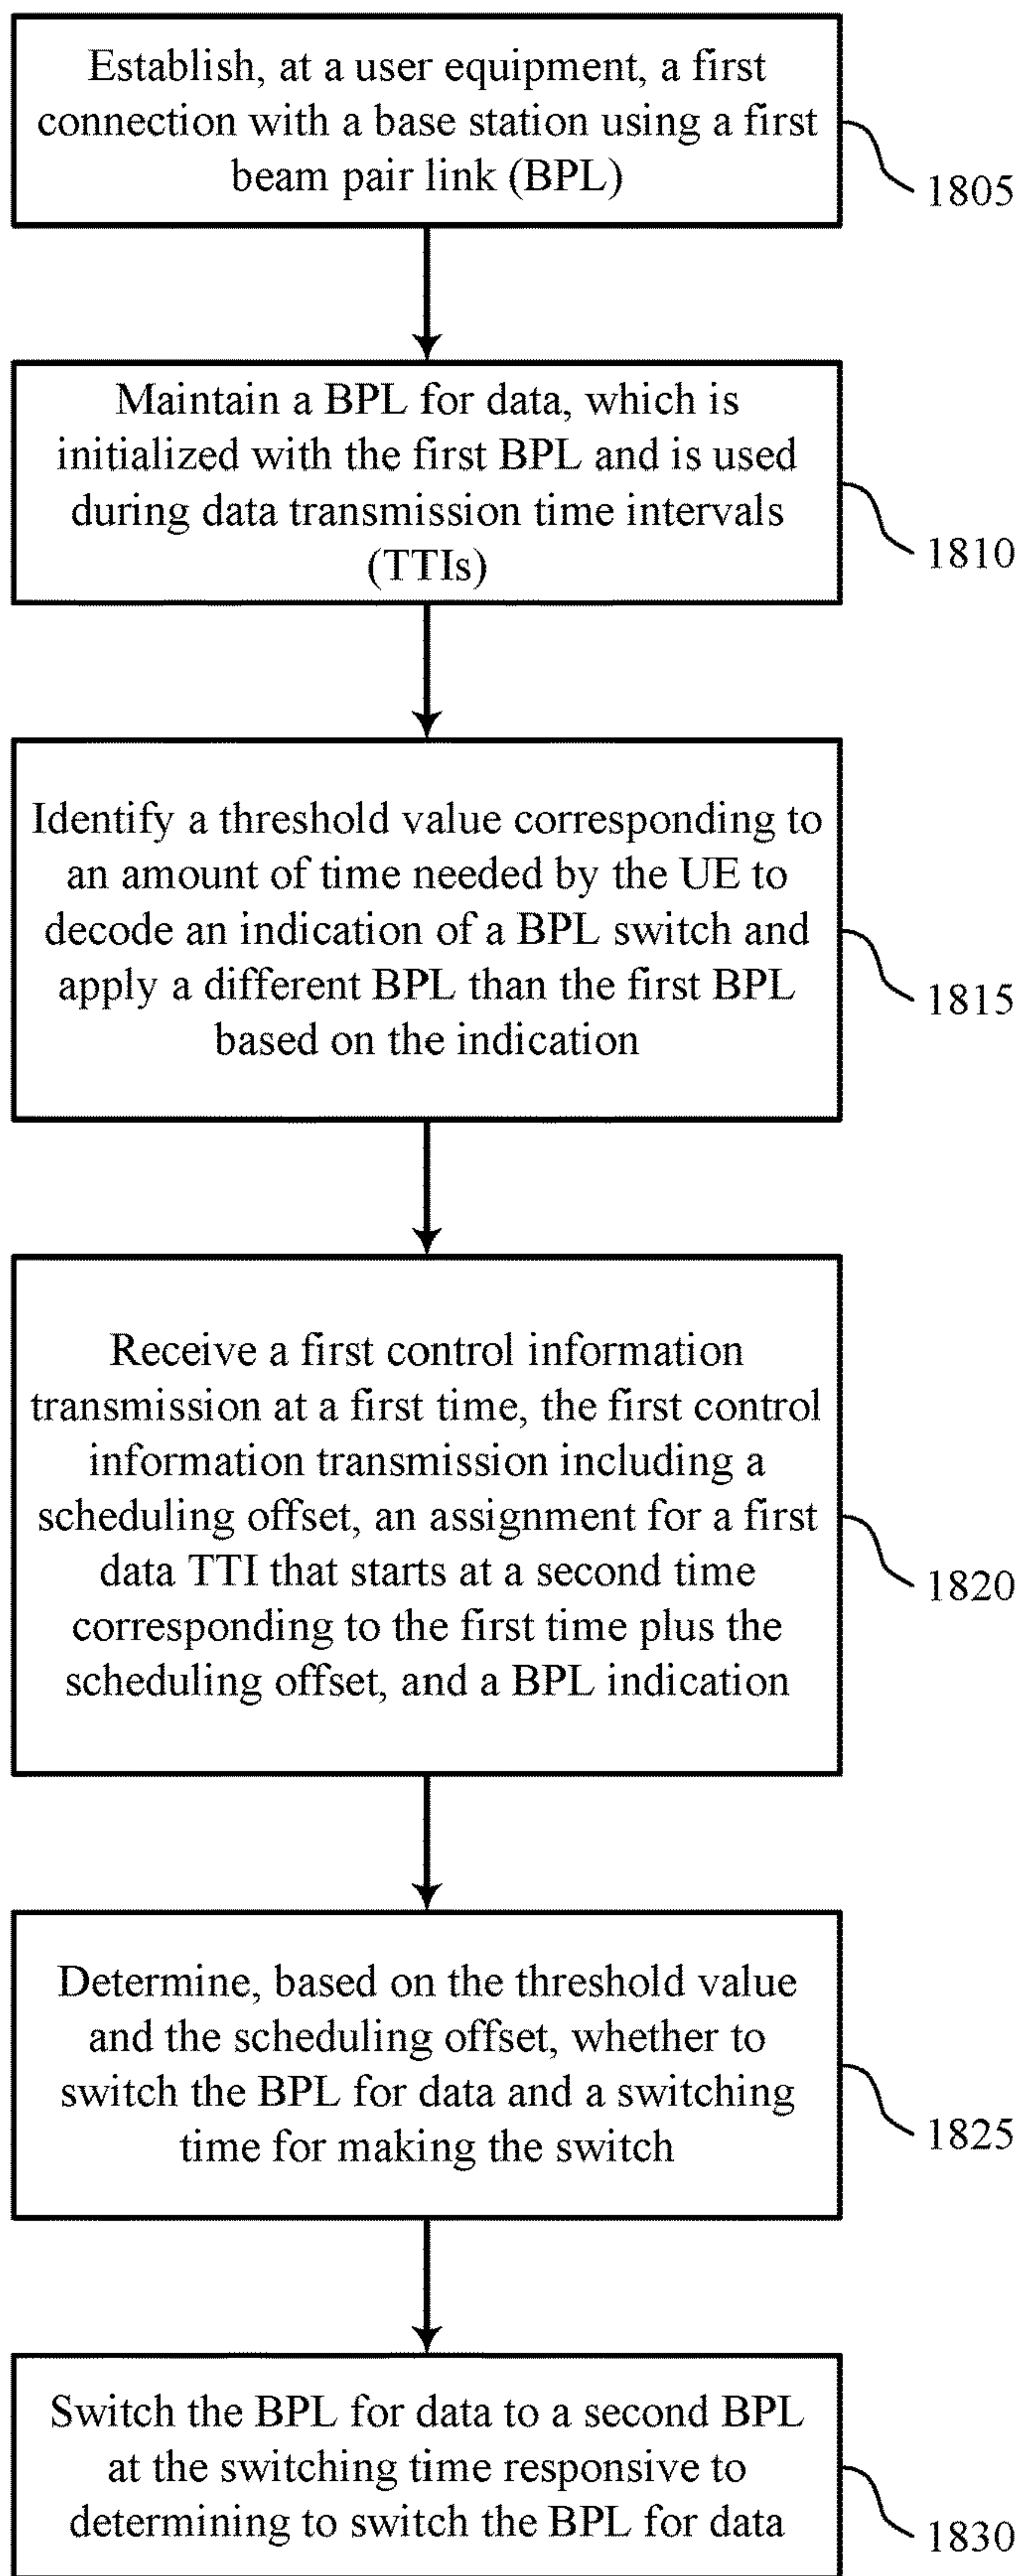 Establish, at a user equipment, a first
connection with a base station using a first
beam pair link (BPL)
1805
Maintain a BPL for data, which is
initialized with the first BPL and is used
during data transmission time intervals
(TTIs)
1810
Identify a threshold value corresponding to
an amount of time needed by the UE to
decode an indication of a BPL switch and
apply a different BPL than the first BPL
based on the indication
1815
Receive a first control information
transmission at a first time, the first control
information transmission including a
scheduling offset, an assignment for a first
data TTI that starts at a second time
corresponding to the first time plus the
scheduling offset, and a BPL indication
1820
Determine, based on the threshold value
and the scheduling offset, whether to
switch the BPL for data and a switching
time for making the switch
1825
Switch the BPL for data to a second BPL
at the switching time responsive to
determining to switch the BPL for data
1830